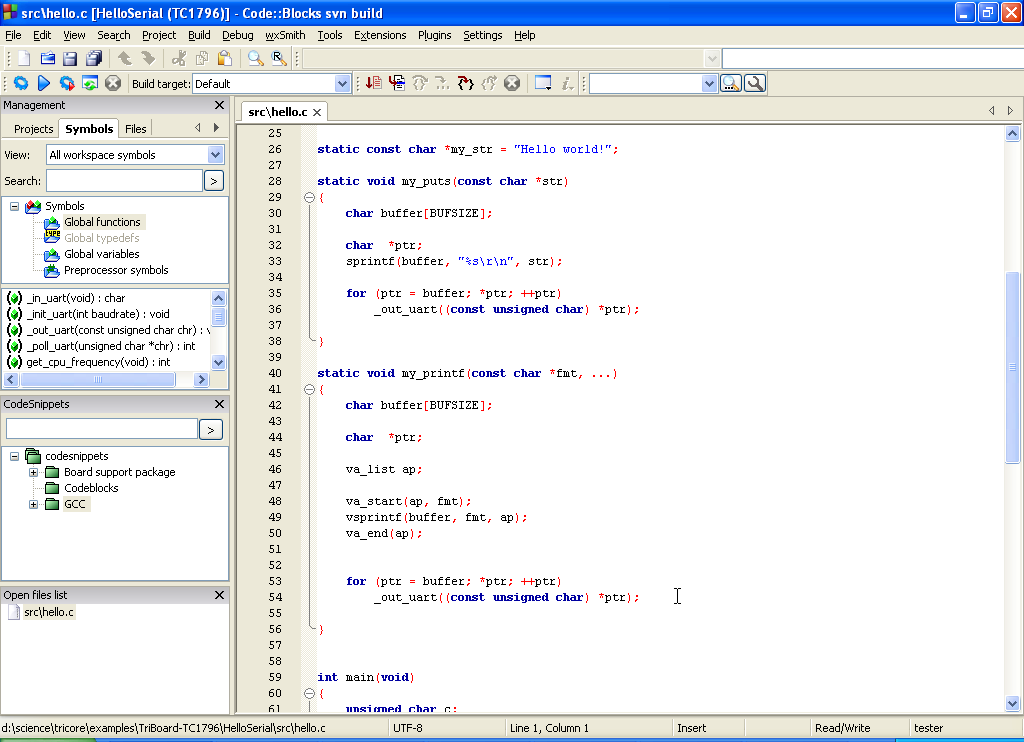 src\hello.c [HelloSerial (TC1796)] - Code::Blocks svn build
File Edit View Search Project Build Debug wxSmith Tools Extensions Plugins Settings Help
Build target: Default
Management
Projects Symbols Files
View: All workspace symbols
Search: >
Symbols
Global functions
Global typedefs
Global variables
Preprocessor symbols
_in_uart(void) : char
_init_uart(int baudrate) : void
_out_uart(const unsigned char chr) : v
_poll_uart(unsigned char *chr) : int
get_cpu_frequency(void) : int
CodeSnippets
>
codesnippets
Board support package
Codeblocks
GCC
Open files list
src\hello.c
src\hello.c
25
26 static const char *my_str = "Hello world!";
27
28 static void my_puts(const char *str)
29 {
30 char buffer[BUFSIZE];
31
32 char *ptr;
33 sprintf(buffer, "%s\r\n", str);
34
35 for (ptr = buffer; *ptr; ++ptr)
36 _out_uart((const unsigned char) *ptr);
37
38 }
39
40 static void my_printf(const char *fmt, ...)
41 {
42 char buffer[BUFSIZE];
43
44 char *ptr;
45
46 va_list ap;
47
48 va_start(ap, fmt);
49 vsprintf(buffer, fmt, ap);
50 va_end(ap);
51
52
53 for (ptr = buffer; *ptr; ++ptr)
54 _out_uart((const unsigned char) *ptr);
55
56 }
57
58
59 int main(void)
60 {
61 unsigned char c;
d:\science\tricore\examples\TriBoard-TC1796\HelloSerial\src\hello.c UTF-8 Line 1, Column 1 Insert Read/Write tester